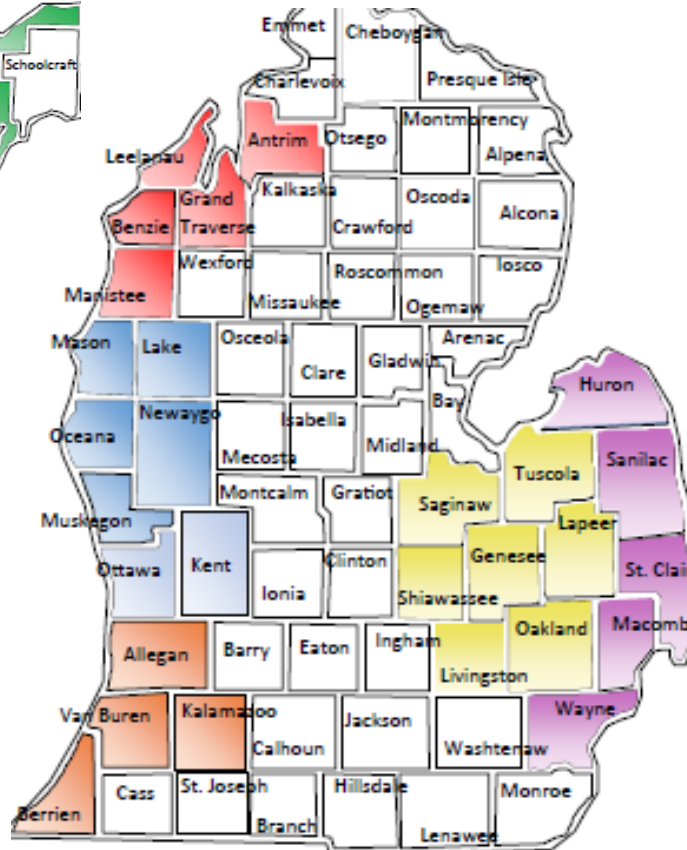 Emmet
Cheboygan
Schoolcraft
Charlevoix
Presque Isle
Montmorency
Antrim
Otsego
Leelanau
Alpena
Kalkaska
Grand
Traverse
Oscoda
Benzie
Crawford
Alcona
Wexford
Roscommon
Iosco
Manistee
Missaukee
Ogemaw
Mason
Lake
Osceola
Arenac
Clare
Gladwin
Huron
Bay
Newaygo
Oceana
Isabella
Mecosta
Midland
Sanilac
Tuscola
Montcalm
Gratiot
Saginaw
Muskegon
Lapeer
Ottawa
Kent
Clinton
Genesee
St. Clai
Ionia
Shiawassee
Allegan
Barry
Eaton
Ingham
Oakland
Macomb
Livingston
Van Buren
Kalamazoo
Jackson
Wayne
Calhoun
Washtenaw
Cass
St. Joseph
Hillsdale
Monroe
Berrien
Branch
Lenawee